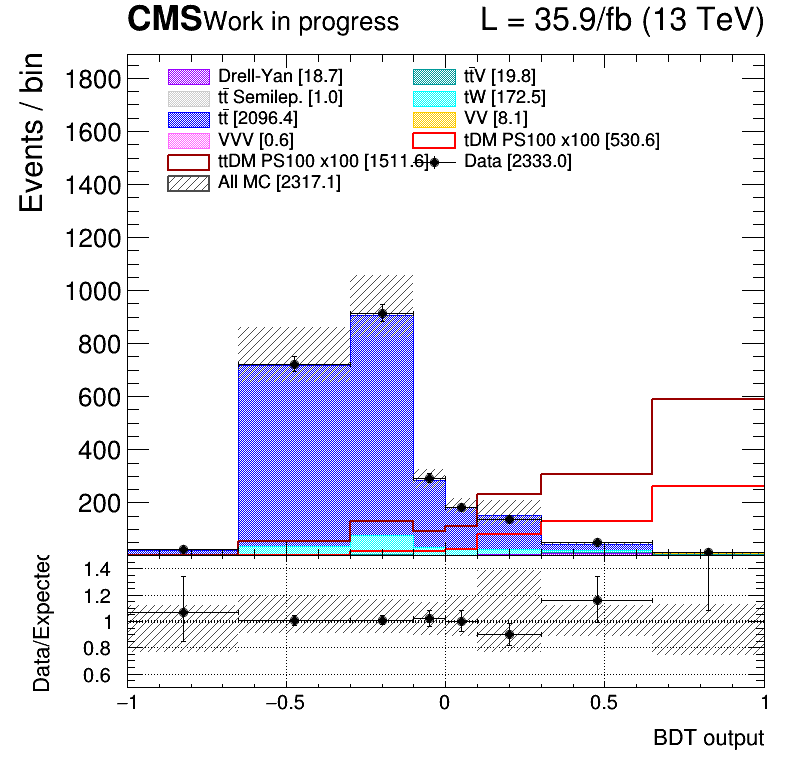 CMS Work in progress L = 35.9/fb (13 TeV)
Events / bin
1800
1600
1400
1200
1000
800
600
400
200
Drell-Yan [18.7] tt̄V [19.8]
tt̄ Semilep. [1.0] tW [172.5]
tt̄ [2096.4] VV [8.1]
VVV [0.6] tDM PS100 x100 [530.6]
ttDM PS100 x100 [1511.6] Data [2333.0]
All MC [2317.1]
Data/Expected
1.4
1.2
1
0.8
0.6
−1 −0.5 0 0.5 1
BDT output